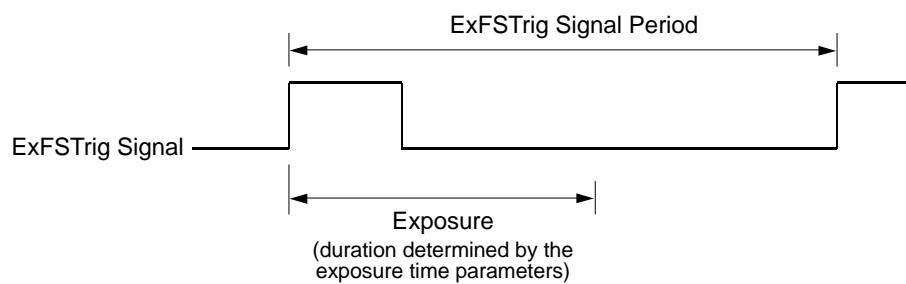 ExFSTrig Signal Period
ExFSTrig Signal
Exposure
(duration determined by the
exposure time parameters)